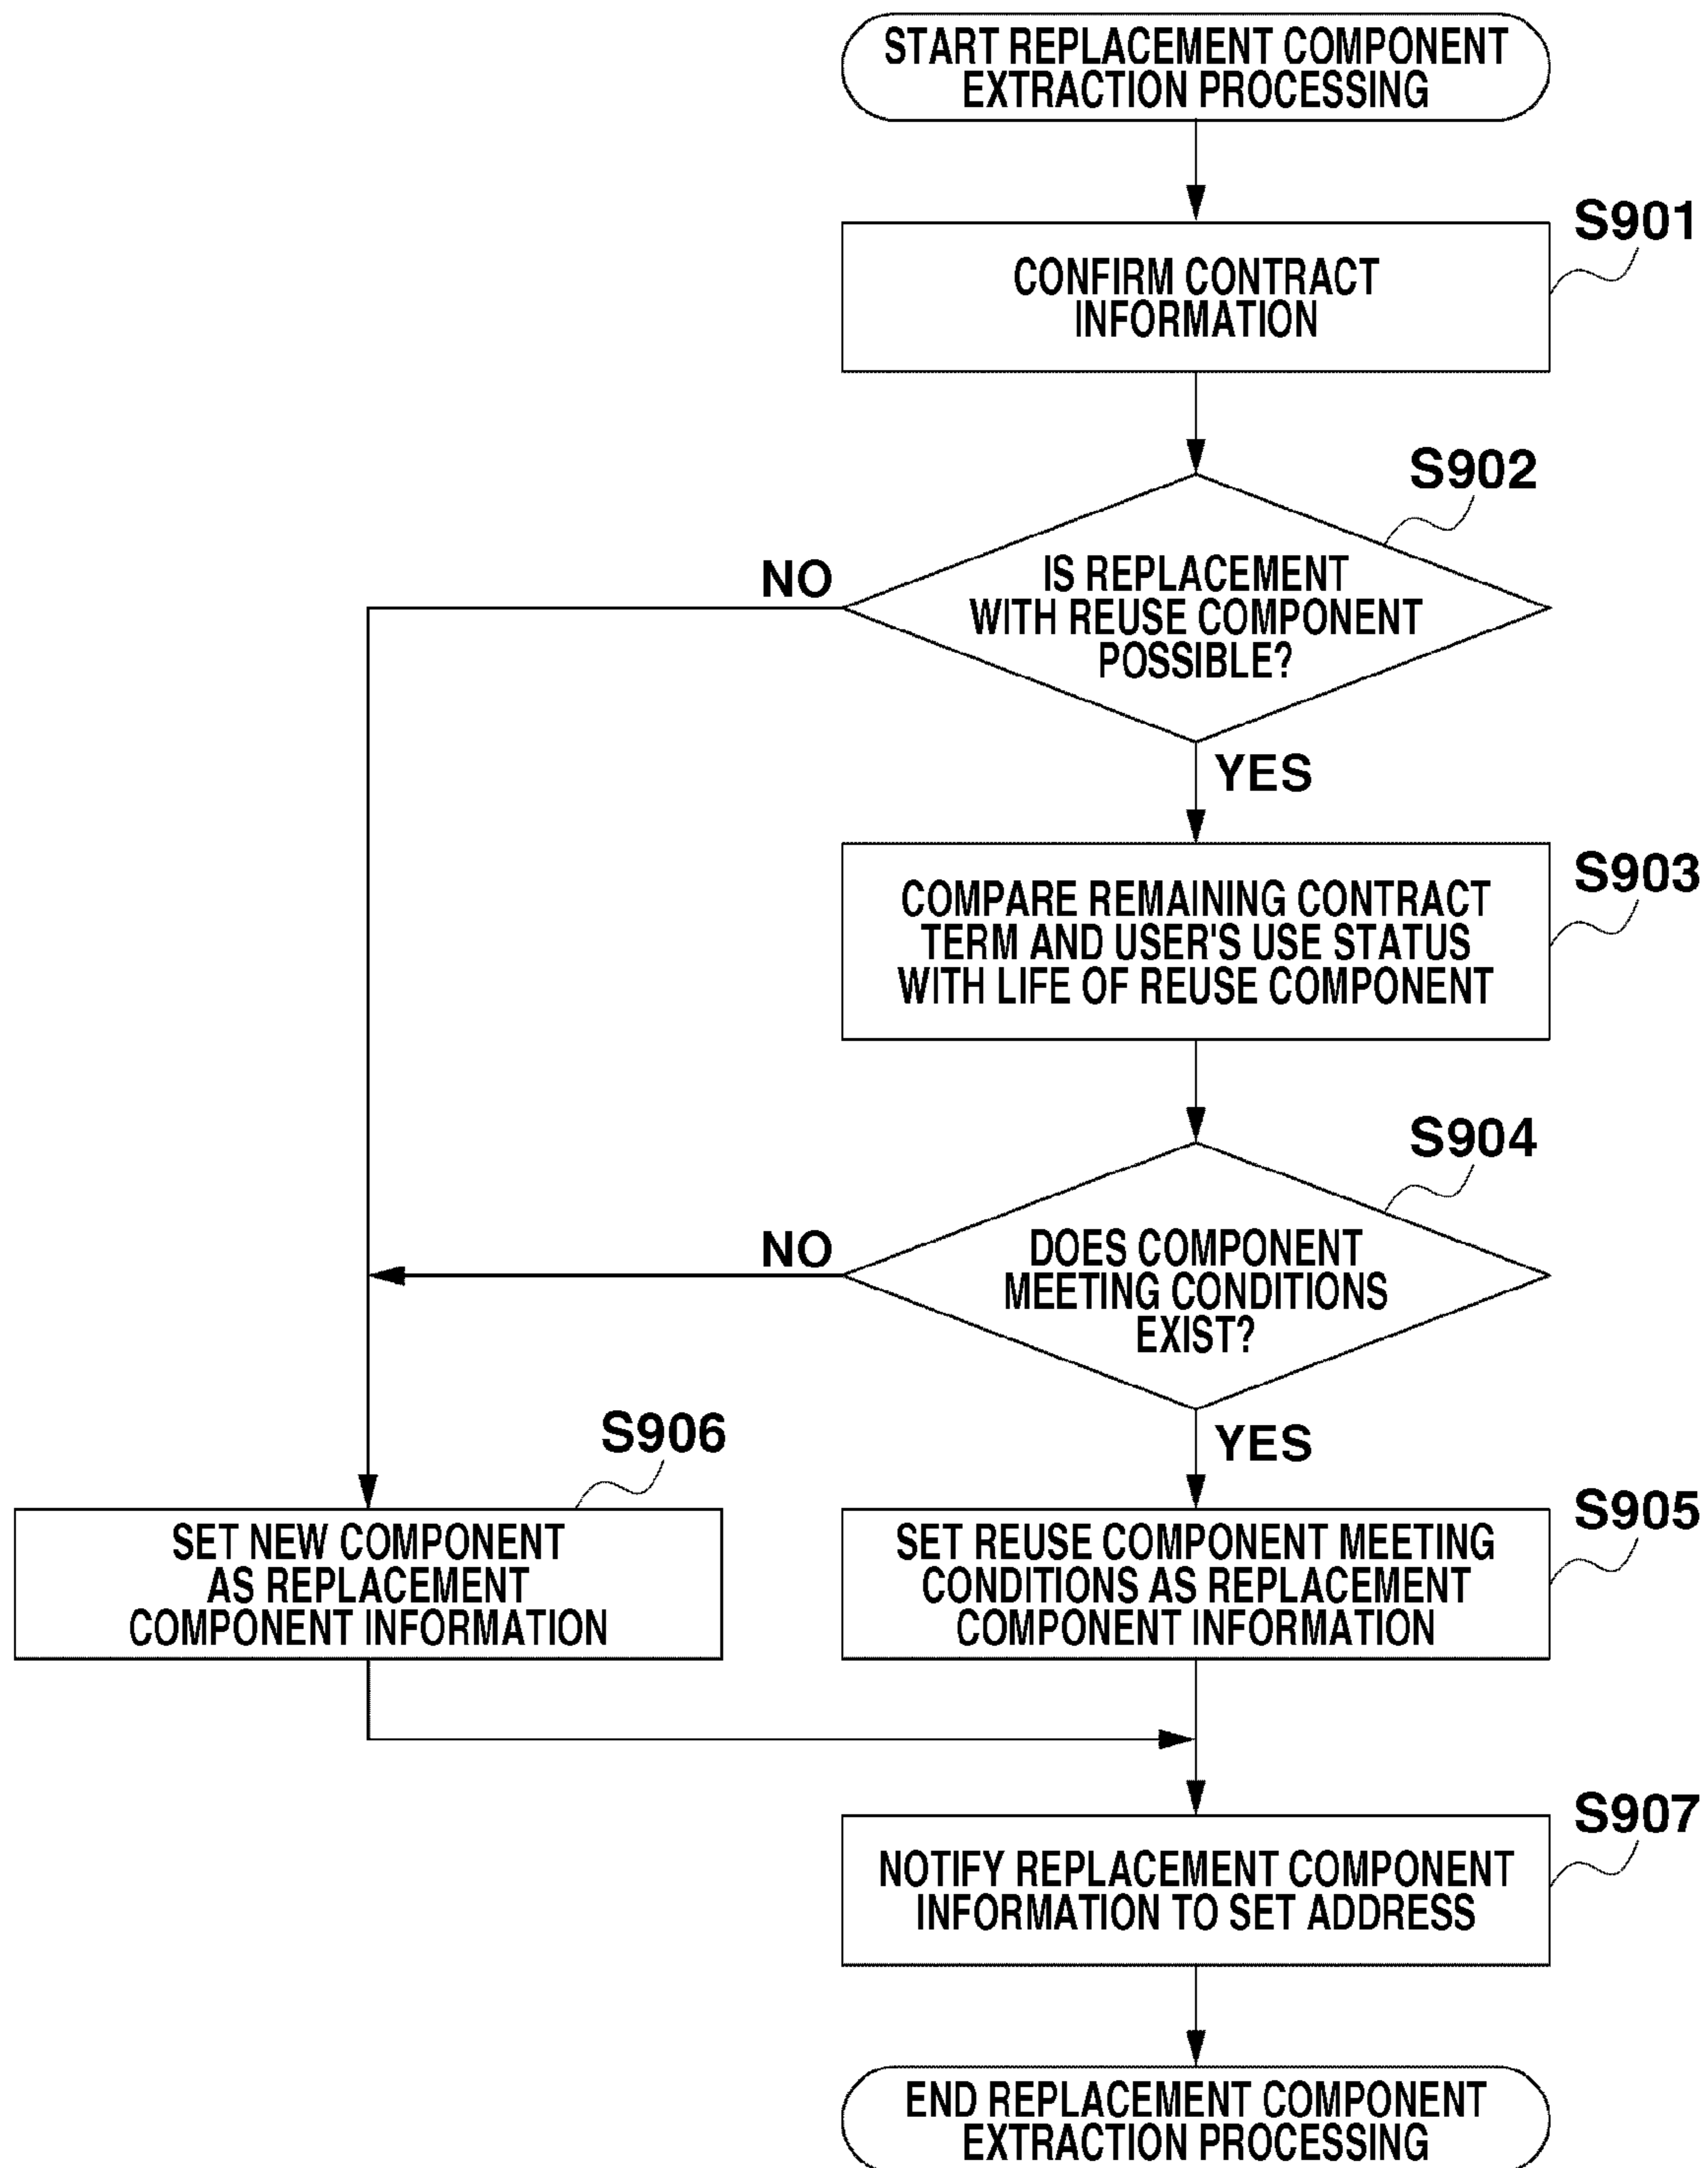 START REPLACEMENT COMPONENT
EXTRACTION PROCESSING
S901
CONFIRM CONTRACT
INFORMATION
S902
NO
IS REPLACEMENT
WITH REUSE COMPONENT
POSSIBLE?
YES
S903
COMPARE REMAINING CONTRACT
TERM AND USER'S USE STATUS
WITH LIFE OF REUSE COMPONENT
S904
NO
DOES COMPONENT
MEETING CONDITIONS
EXIST?
YES
S906
SET NEW COMPONENT
AS REPLACEMENT
COMPONENT INFORMATION
S905
SET REUSE COMPONENT MEETING
CONDITIONS AS REPLACEMENT
COMPONENT INFORMATION
S907
NOTIFY REPLACEMENT COMPONENT
INFORMATION TO SET ADDRESS
END REPLACEMENT COMPONENT
EXTRACTION PROCESSING